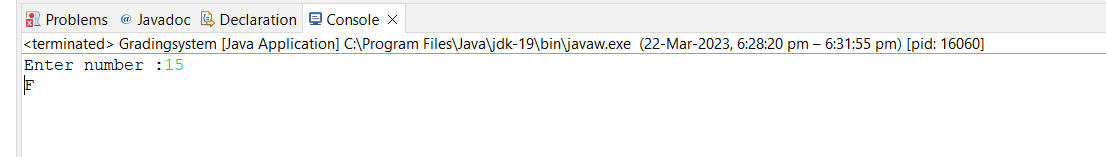 Problems @ Javadoc Declaration Console ×
<terminated> Gradingsystem [Java Application] C:\Program Files\Java\jdk-19\bin\javaw.exe (22-Mar-2023, 6:28:20 pm – 6:31:55 pm) [pid: 16060]
Enter number :15
F